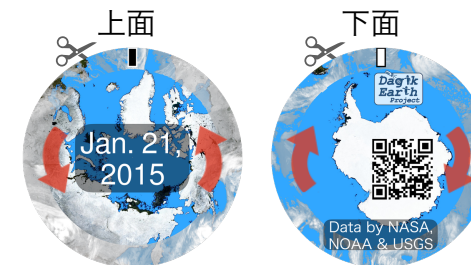 上面
下面
Jan. 21,
2015
Dagik
Earth
Project
Data by NASA,
NOAA & USGS